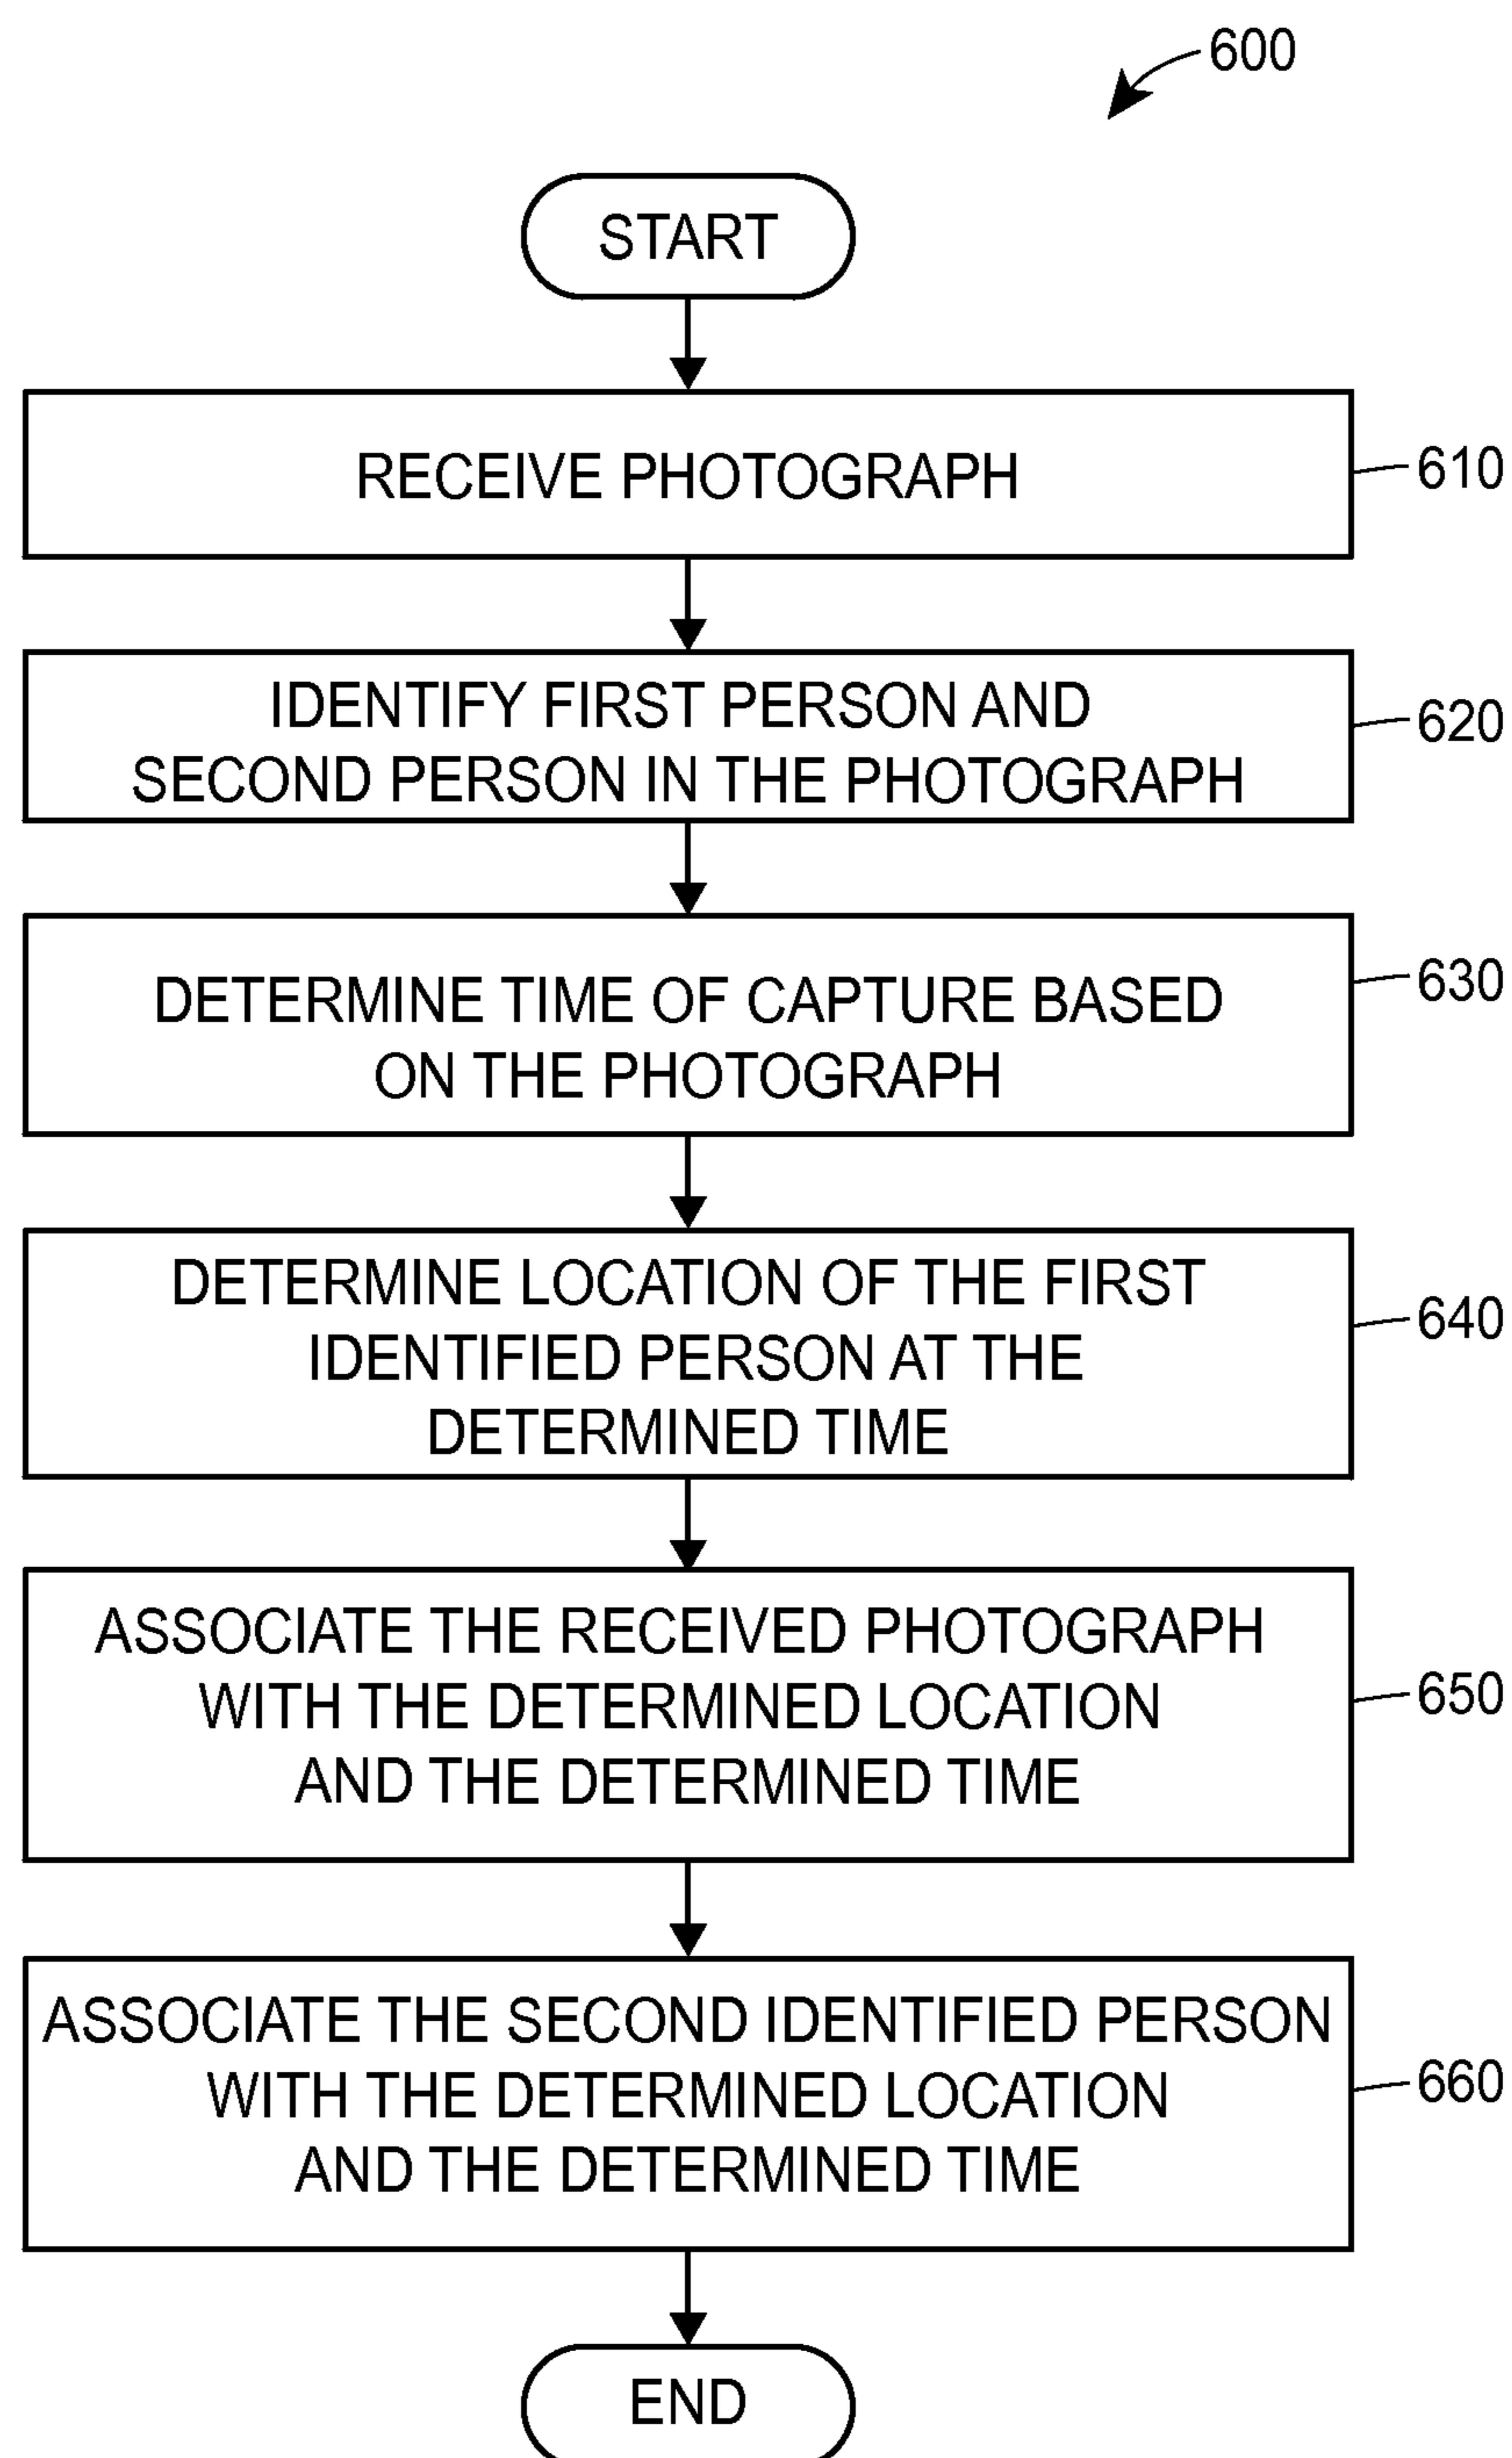 600
START
RECEIVE PHOTOGRAPH
610
IDENTIFY FIRST PERSON AND
SECOND PERSON IN THE PHOTOGRAPH
620
DETERMINE TIME OF CAPTURE BASED
ON THE PHOTOGRAPH
630
DETERMINE LOCATION OF THE FIRST
IDENTIFIED PERSON AT THE
DETERMINED TIME
640
ASSOCIATE THE RECEIVED PHOTOGRAPH
WITH THE DETERMINED LOCATION
AND THE DETERMINED TIME
650
ASSOCIATE THE SECOND IDENTIFIED PERSON
WITH THE DETERMINED LOCATION
AND THE DETERMINED TIME
660
END